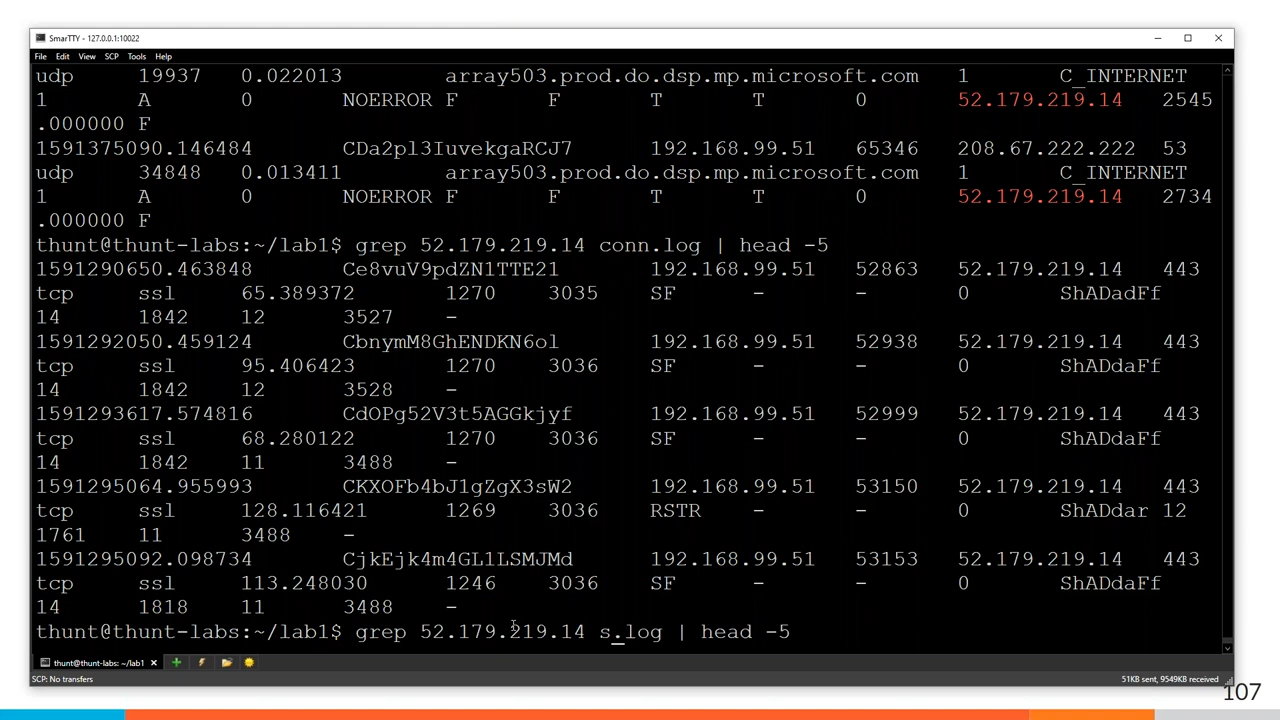 SmarTTY - 127.0.0.1:10022
File Edit View SCP Tools Help
udp 19937 0.022013 array503.prod.do.dsp.mp.microsoft.com 1 C_INTERNET
1 A 0 NOERROR F F T T 0 52.179.219.14 2545
.000000 F
1591375090.146484 CDa2pl3IuvekgaRCJ7 192.168.99.51 65346 208.67.222.222 53
udp 34848 0.013411 array503.prod.do.dsp.mp.microsoft.com 1 C_INTERNET
1 A 0 NOERROR F F T T 0 52.179.219.14 2734
.000000 F
thunt@thunt-labs:~/lab1$ grep 52.179.219.14 conn.log | head -5
1591290650.463848 Ce8vuV9pdZN1TTE21 192.168.99.51 52863 52.179.219.14 443
tcp ssl 65.389372 1270 3035 SF - - 0 ShADadFf
14 1842 12 3527 -
1591292050.459124 CbnymM8GhENDKN6ol 192.168.99.51 52938 52.179.219.14 443
tcp ssl 95.406423 1270 3036 SF - - 0 ShADdaFf
14 1842 12 3528 -
1591293617.574816 CdOPg52V3t5AGGkjyf 192.168.99.51 52999 52.179.219.14 443
tcp ssl 68.280122 1270 3036 SF - - 0 ShADdaFf
14 1842 11 3488 -
1591295064.955993 CKXOFb4bJ1gZgX3sW2 192.168.99.51 53150 52.179.219.14 443
tcp ssl 128.116421 1269 3036 RSTR - - 0 ShADdar 12
1761 11 3488 -
1591295092.098734 CjkEjk4m4GL1LSMJMd 192.168.99.51 53153 52.179.219.14 443
tcp ssl 113.248030 1246 3036 SF - - 0 ShADdaFf
14 1818 11 3488 -
thunt@thunt-labs:~/lab1$ grep 52.179.219.14 s.log | head -5
thunt@thunt-labs: ~/lab1
SCP: No transfers 51KB sent, 9549KB received
107